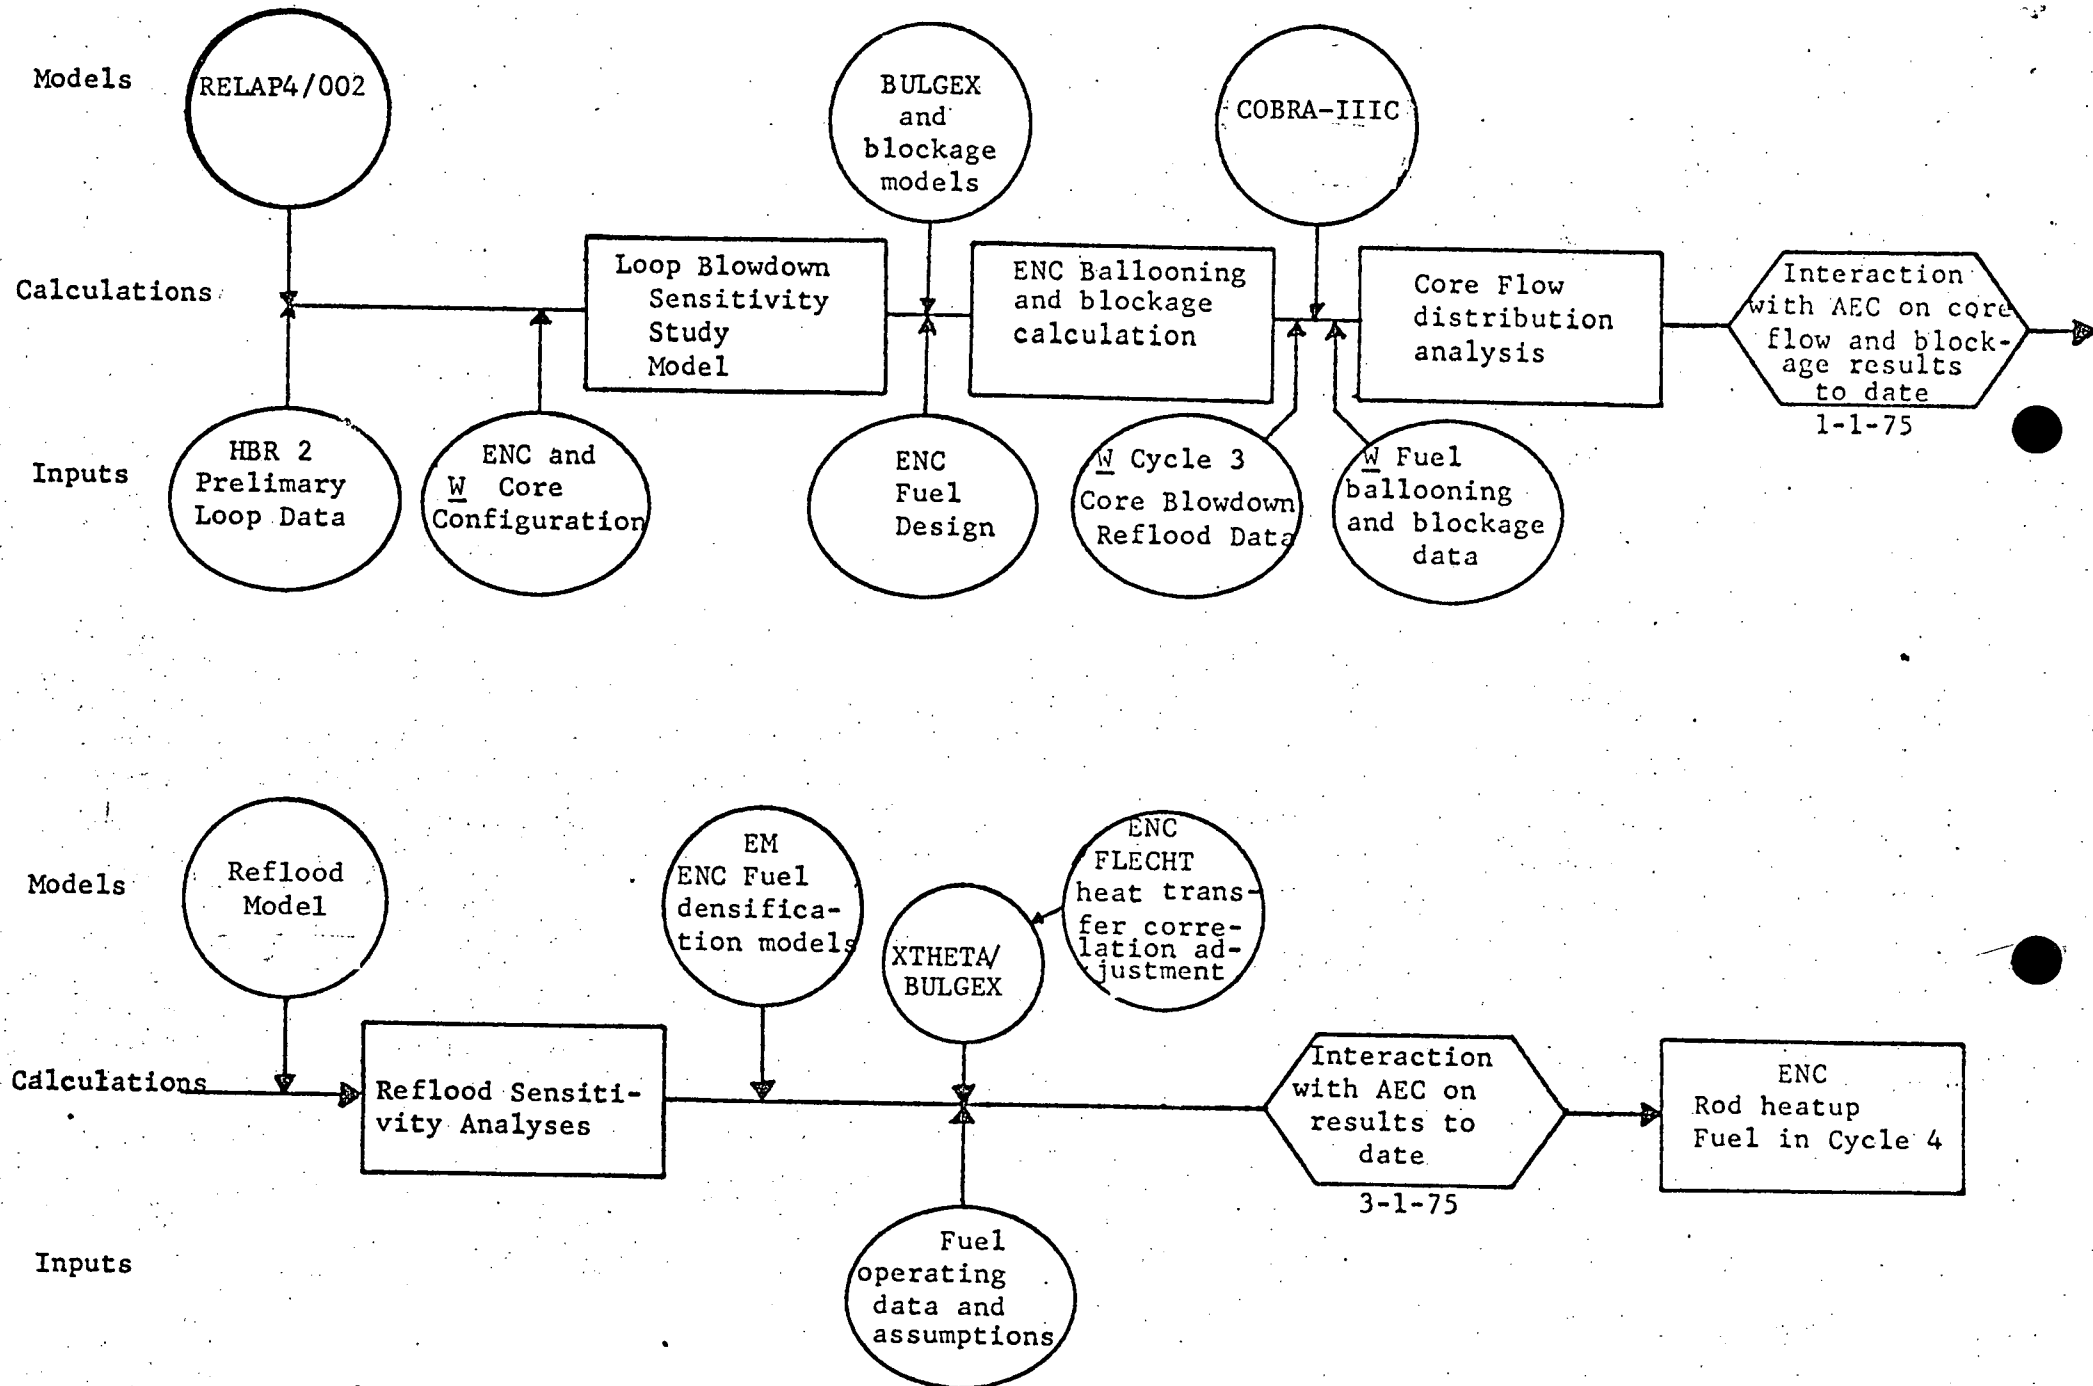 Models
RELAP4/002
BULGEX
and
blockage
models
COBRA-IIIC
Calculations
Loop Blowdown
Sensitivity
Study
Model
ENC Ballooning
and blockage
calculation
Core Flow
distribution
analysis
Interaction
with AEC on core
flow and block-
age results
to date
1-1-75
Inputs
HBR 2
Prelimary
Loop Data
ENC and
W Core
Configuration
ENC
Fuel
Design
W Cycle 3
Core Blowdown
Reflood Data
W Fuel
ballooning
and blockage
data
Models
Reflood
Model
EM
ENC Fuel
densifica-
tion models
XTHETA/
BULGEX
ENC
FLECHT
heat trans-
fer corre-
lation ad-
justment
Calculations
Reflood Sensiti-
vity Analyses
Interaction
with AEC on
results to
date
3-1-75
ENC
Rod heatup
Fuel in Cycle 4
Inputs
Fuel
operating
data and
assumptions